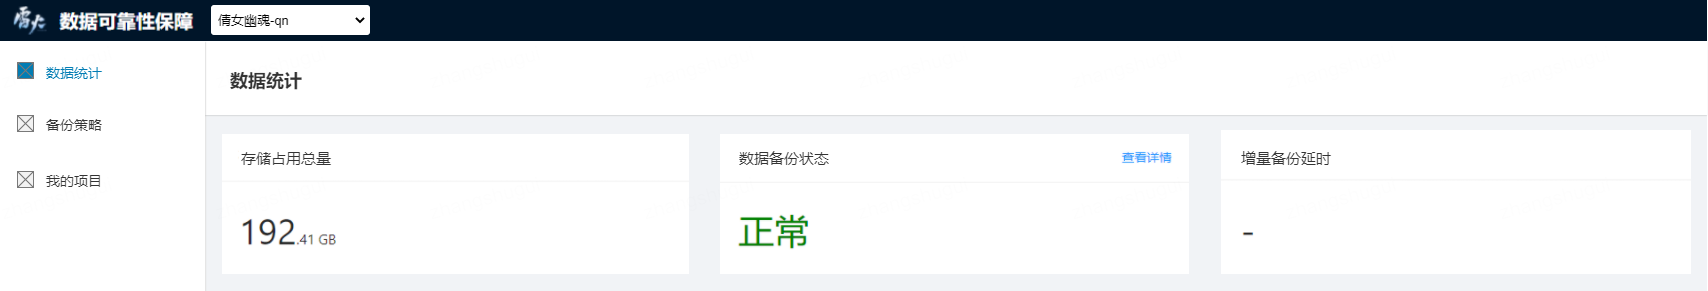 雷火 数据可靠性保障 倩女幽魂-qn
数据统计
备份策略
我的项目
数据统计
存储占用总量
192.41 GB
数据备份状态 查看详情
正常
增量备份延时
-